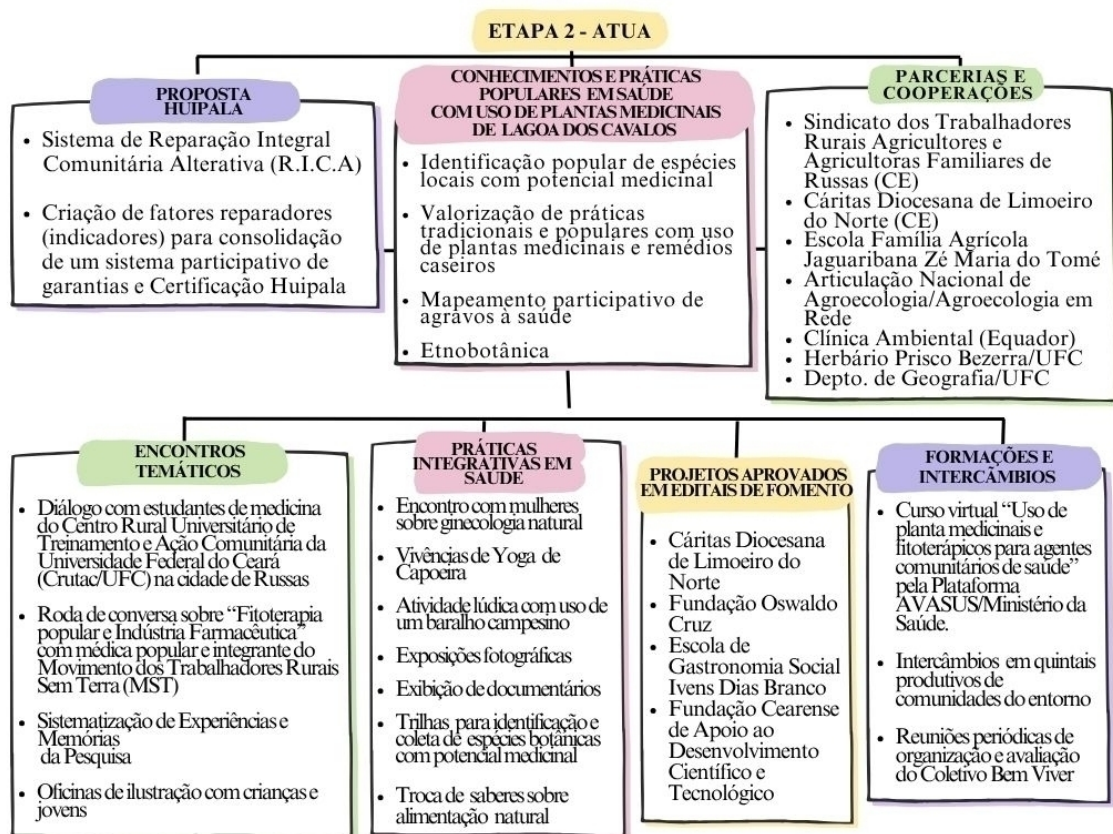 ETAPA 2 - ATUA
PROPOSTA
HUIPALA
• Sistema de Reparação Integral
Comunitária Alterativa (R.I.C.A)
• Criação de fatores reparadores
(indicadores) para consolidação
de um sistema participativo de
garantias e Certificação Huipala
CONHECIMENTOS E PRÁTICAS
POPULARES EM SAÚDE
COM USO DE PLANTAS MEDICINAIS
DE LAGOA DOS CAVALOS
• Identificação popular de espécies
locais com potencial medicinal
• Valorização de práticas
tradicionais e populares com uso
de plantas medicinais e remédios
caseiros
• Mapeamento participativo de
agravos à saúde
• Etnobotânica
PARCERIAS E
COOPERAÇÕES
• Sindicato dos Trabalhadores
Rurais Agricultores e
Agricultoras Familiares de
Russas (CE)
• Cáritas Diocesana de Limoeiro
do Norte (CE)
• Escola Família Agrícola
Jaguaribana Zé Maria do Tomé
• Articulação Nacional de
Agroecologia/Agroecologia em
Rede
• Clínica Ambiental (Equador)
• Herbário Prisco Bezerra/UFC
• Depto. de Geografia/UFC
ENCONTROS
TEMÁTICOS
• Diálogo com estudantes de medicina
do Centro Rural Universitário de
Treinamento e Ação Comunitária da
Universidade Federal do Ceará
(Crutac/UFC) na cidade de Russas
• Roda de conversa sobre “Fitoterapia
popular e Indústria Farmacêutica”
com médica popular e integrante do
Movimento dos Trabalhadores Rurais
Sem Terra (MST)
• Sistematização de Experiências e
Memórias
da Pesquisa
• Oficinas de ilustração com crianças e
jovens
PRÁTICAS
INTEGRATIVAS EM
SAÚDE
• Encontro com mulheres
sobre ginecologia natural
• Vivências de Yoga de
Capoeira
• Atividade lúdica com uso de
um baralho campesino
• Exposições fotográficas
• Exibição de documentários
• Trilhas para identificação e
coleta de espécies botânicas
com potencial medicinal
• Troca de saberes sobre
alimentação natural
PROJETOS APROVADOS
EM EDITAIS DE FOMENTO
• Cáritas Diocesana
de Limoeiro do
Norte
• Fundação Oswaldo
Cruz
• Escola de
Gastronomia Social
Ivens Dias Branco
• Fundação Cearense
de Apoio ao
Desenvolvimento
Científico e
Tecnológico
FORMAÇÕES E
INTERCÂMBIOS
• Curso virtual “Uso de
planta medicinais e
fitoterápicos para agentes
comunitários de saúde”
pela Plataforma
AVASUS/Ministério da
Saúde.
• Intercâmbios em quintais
produtivos de
comunidades do entorno
• Reuniões periódicas de
organização e avaliação
do Coletivo Bem Viver